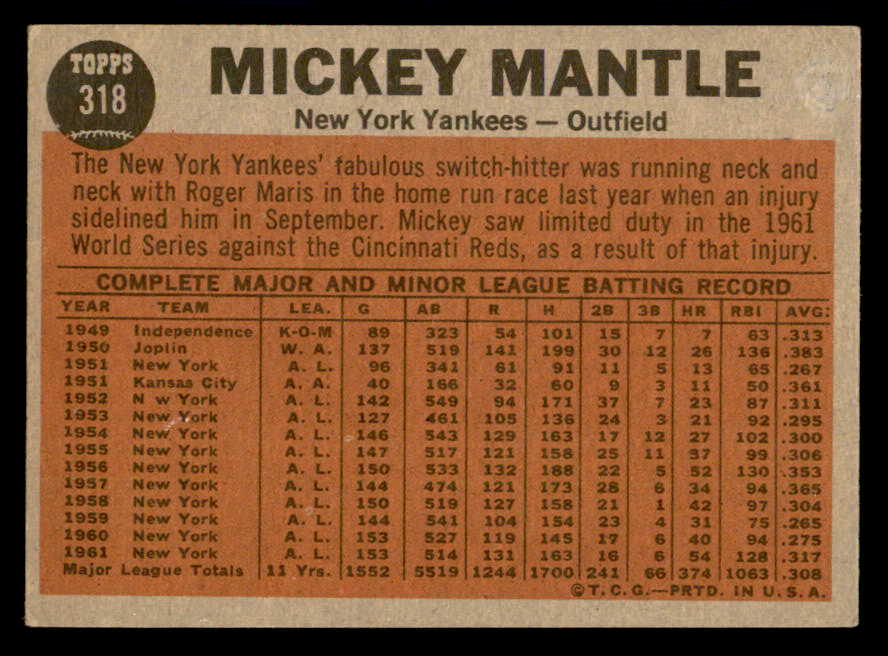 TOPPS
318
MICKEY MANTLE
New York Yankees — Outfield
The New York Yankees' fabulous switch-hitter was running neck and
neck with Roger Maris in the home run race last year when an injury
sidelined him in September. Mickey saw limited duty in the 1961
World Series against the Cincinnati Reds, as a result of that injury.
COMPLETE MAJOR AND MINOR LEAGUE BATTING RECORD
YEAR TEAM LEA. G AB R H 2B 3B HR RBI AVG.
1949 Independence K-O-M 89 323 54 101 15 7 7 63 .313
1950 Joplin W. A. 137 519 141 199 30 12 26 136 .383
1951 New York A. L. 96 341 61 91 11 5 13 65 .267
1951 Kansas City A. A. 40 166 32 60 9 3 11 50 .361
1952 N w York A. L. 142 549 94 171 37 7 23 87 .311
1953 New York A. L. 127 461 105 136 24 3 21 92 .295
1954 New York A. L. 146 543 129 163 17 12 27 102 .300
1955 New York A. L. 147 517 121 158 25 11 37 99 .306
1956 New York A. L. 150 533 132 188 22 5 52 130 .353
1957 New York A. L. 144 474 121 173 28 6 34 94 .365
1958 New York A. L. 150 519 127 158 21 1 42 97 .304
1959 New York A. L. 144 541 104 154 23 4 31 75 .265
1960 New York A. L. 153 527 119 145 17 6 40 94 .275
1961 New York A. L. 153 514 131 163 16 6 54 128 .317
Major League Totals 11 Yrs. 1552 5519 1244 1700 241 66 374 1063 .308
©T.C.G.—PRTD. IN U.S.A.